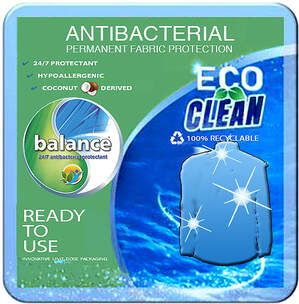 ANTIBACTERIAL
PERMANENT FABRIC PROTECTION
✓ 24/7 PROTECTANT
✓ HYPOALLERGENIC
✓ COCONUT DERIVED
ECO
CLEAN
100% RECYCLABLE
balance
24/7 antibacterial protectant
READY
TO
USE
INNOVATIVE UNIT DOSE PACKAGING